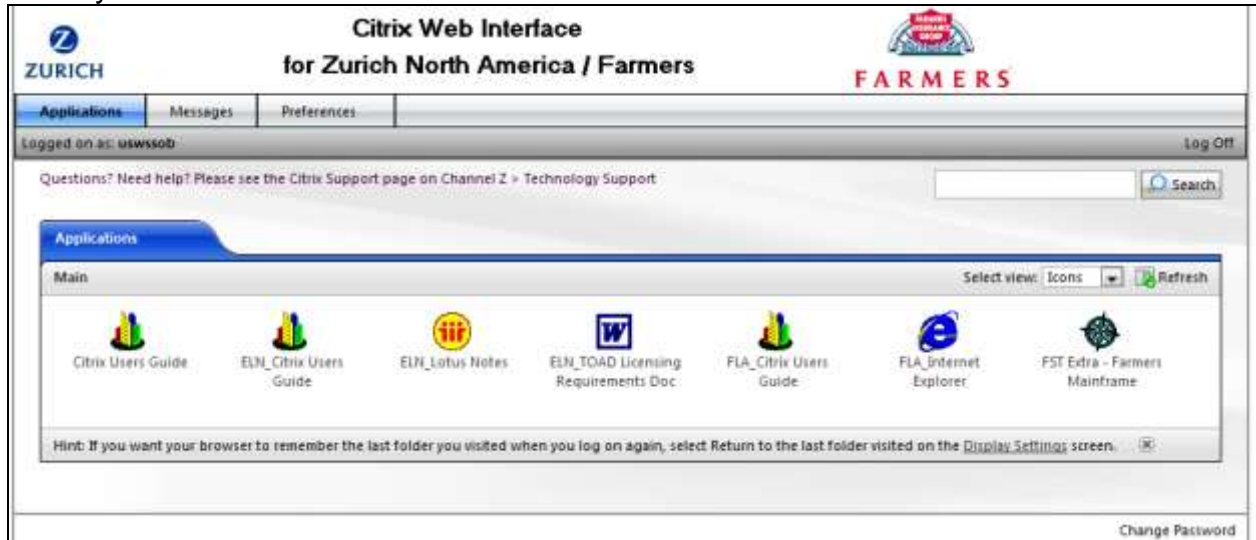 Citrix Web Interface
for Zurich North America / Farmers
ZURICH
FARMERS
Applications Messages Preferences
Logged on as: uswssob Log Off
Questions? Need help? Please see the Citrix Support page on Channel Z > Technology Support Search
Applications
Main Select view: Icons Refresh
Citrix Users Guide ELN_Citrix Users ELN_Lotus Notes ELN_TOAD Licensing FLA_Citrix Users FLA_Internet FST Extra - Farmers
Guide Requirements Doc Guide Explorer Mainframe
Hint: If you want your browser to remember the last folder you visited when you log on again, select Return to the last folder visited on the Display Settings screen.
Change Password